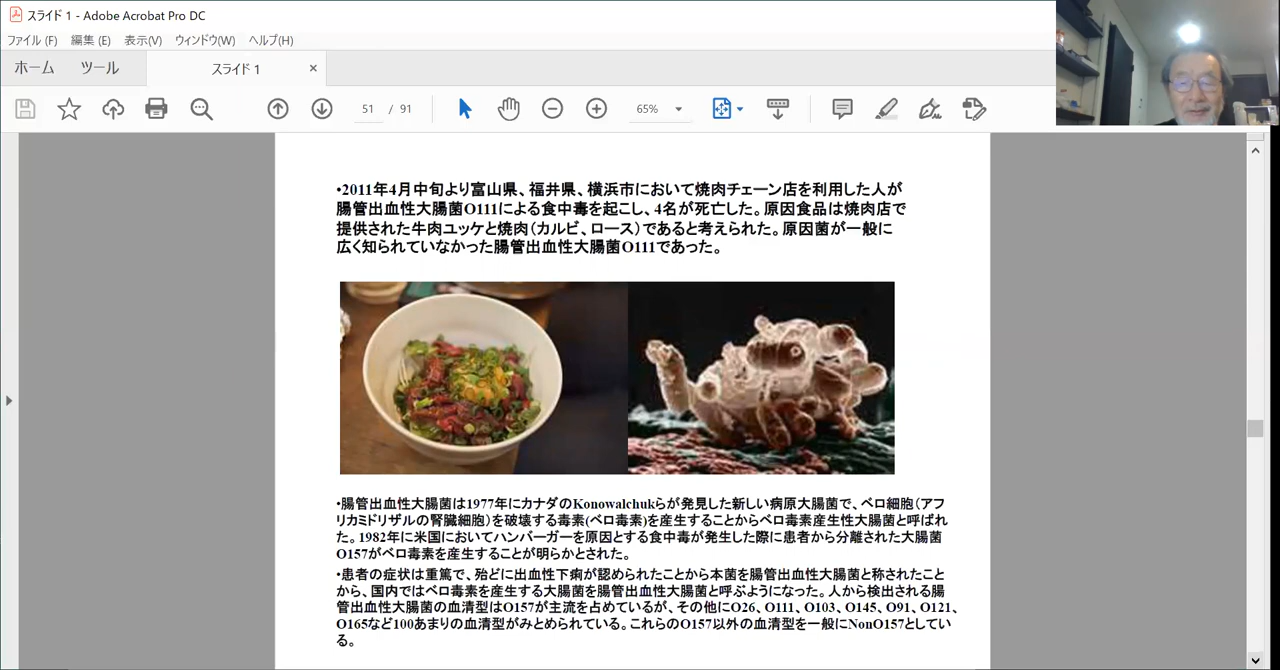 スライド 1 - Adobe Acrobat Pro DC
ファイル (F) 編集 (E) 表示(V) ウィンドウ(W) ヘルプ(H)
ホーム ツール スライド 1 ×
51 / 91 65%
•2011年4月中旬より富山県、福井県、横浜市において焼肉チェーン店を利用した人が
腸管出血性大腸菌O111による食中毒を起こし、4名が死亡した。原因食品は焼肉店で
提供された牛肉ユッケと焼肉（カルビ、ロース）であると考えられた。原因菌が一般に
広く知られていなかった腸管出血性大腸菌O111であった。
•腸管出血性大腸菌は1977年にカナダのKonowalchukらが発見した新しい病原大腸菌で、ベロ細胞（アフ
リカミドリザルの腎臓細胞）を破壊する毒素(ベロ毒素)を産生することからベロ毒素産生性大腸菌と呼ばれ
た。1982年に米国においてハンバーガーを原因とする食中毒が発生した際に患者から分離された大腸菌
O157がベロ毒素を産生することが明らかとされた。
•患者の症状は重篤で、殆どに出血性下痢が認められたことから本菌を腸管出血性大腸菌と称されたこと
から、国内ではベロ毒素を産生する大腸菌を腸管出血性大腸菌と呼ぶようになった。人から検出される腸
管出血性大腸菌の血清型はO157が主流を占めているが、その他にO26、O111、O103、O145、O91、O121、
O165など100あまりの血清型がみとめられている。これらのO157以外の血清型を一般にNonO157としてい
る。